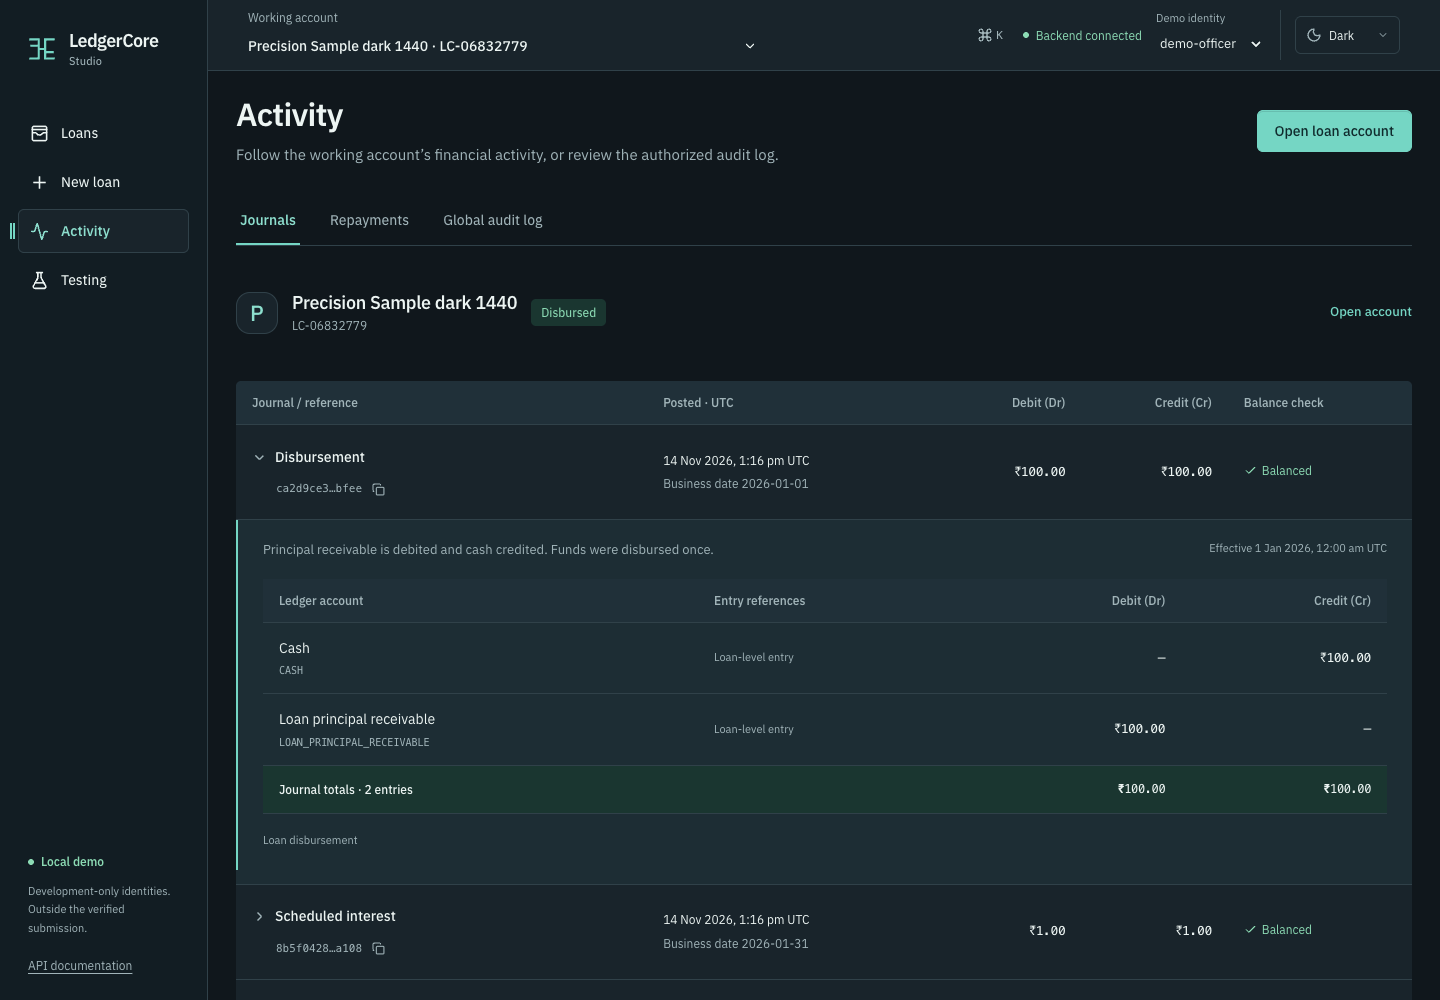 LedgerCore
Studio
Loans
New loan
Activity
Testing
Local demo
Development-only identities.
Outside the verified
submission.
API documentation
Working account
Precision Sample dark 1440 · LC-06832779
⌘ K
Backend connected
Demo identity
demo-officer
Dark
Activity
Follow the working account’s financial activity, or review the authorized audit log.
Open loan account
Journals Repayments Global audit log
P
Precision Sample dark 1440
LC-06832779
Disbursed
Open account
Journal / reference Posted · UTC Debit (Dr) Credit (Cr) Balance check
Disbursement
ca2d9ce3…bfee
14 Nov 2026, 1:16 pm UTC
Business date 2026-01-01
₹100.00 ₹100.00 Balanced
Principal receivable is debited and cash credited. Funds were disbursed once.
Effective 1 Jan 2026, 12:00 am UTC
Ledger account Entry references Debit (Dr) Credit (Cr)
Cash
CASH
Loan-level entry — ₹100.00
Loan principal receivable
LOAN_PRINCIPAL_RECEIVABLE
Loan-level entry ₹100.00 —
Journal totals · 2 entries ₹100.00 ₹100.00
Loan disbursement
Scheduled interest
8b5f0428…a108
14 Nov 2026, 1:16 pm UTC
Business date 2026-01-31
₹1.00 ₹1.00 Balanced